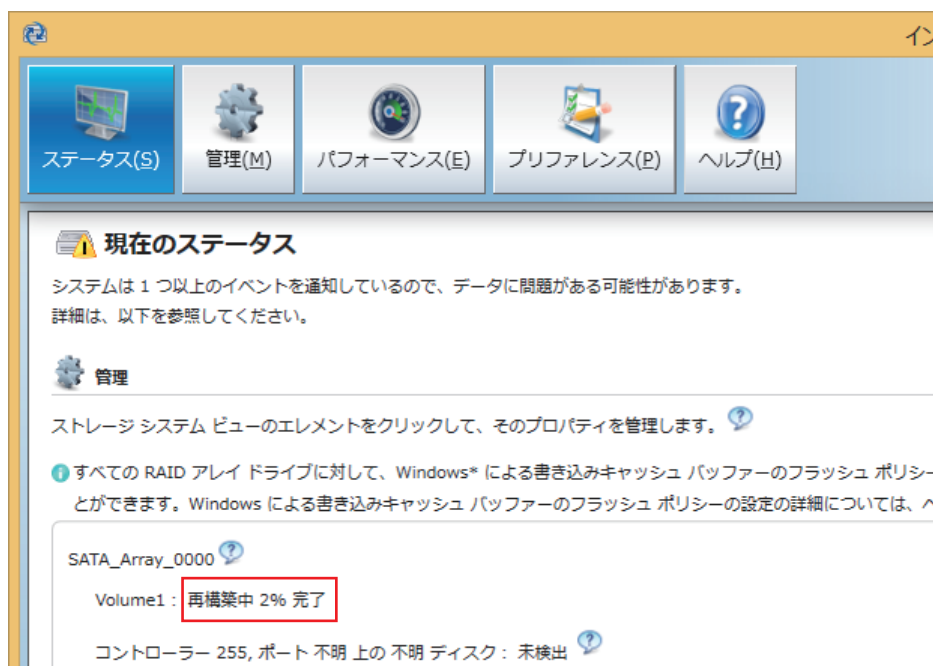 イン
ステータス(S)
管理(M)
パフォーマンス(E)
プリファレンス(P)
ヘルプ(H)
現在のステータス
システムは 1 つ以上のイベントを通知しているので、データに問題がある可能性があります。
詳細は、以下を参照してください。
管理
ストレージ システム ビューのエレメントをクリックして、そのプロパティを管理します。
すべての RAID アレイ ドライブに対して、Windows* による書き込みキャッシュ バッファーのフラッシュ ポリシー
とができます。Windows による書き込みキャッシュ バッファーのフラッシュ ポリシーの設定の詳細については、ヘ
SATA_Array_0000
Volume1 : 再構築中 2% 完了
コントローラー 255, ポート 不明 上の 不明 ディスク : 未検出